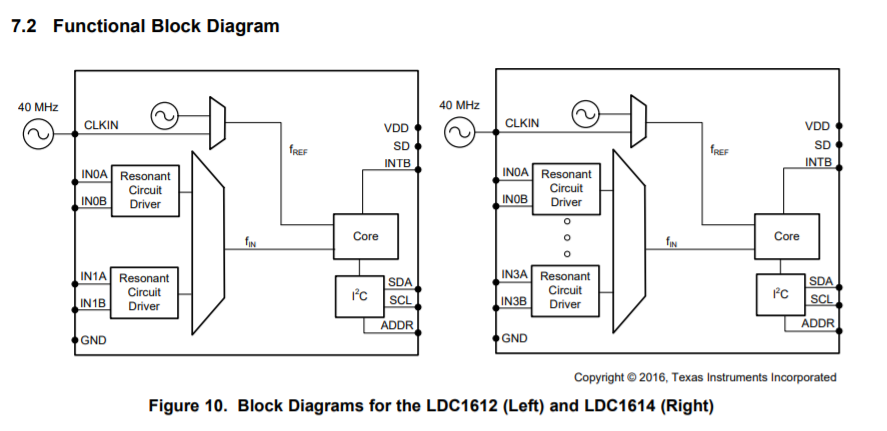 7.2 Functional Block Diagram
40 MHz
CLKIN
fREF
VDD
SD
INTB
IN0A
IN0B
Resonant
Circuit
Driver
fIN
Core
IN1A
IN1B
Resonant
Circuit
Driver
I²C
SDA
SCL
ADDR
GND
40 MHz
CLKIN
fREF
VDD
SD
INTB
IN0A
IN0B
Resonant
Circuit
Driver
fIN
Core
IN3A
IN3B
Resonant
Circuit
Driver
I²C
SDA
SCL
ADDR
GND
Copyright © 2016, Texas Instruments Incorporated
Figure 10. Block Diagrams for the LDC1612 (Left) and LDC1614 (Right)